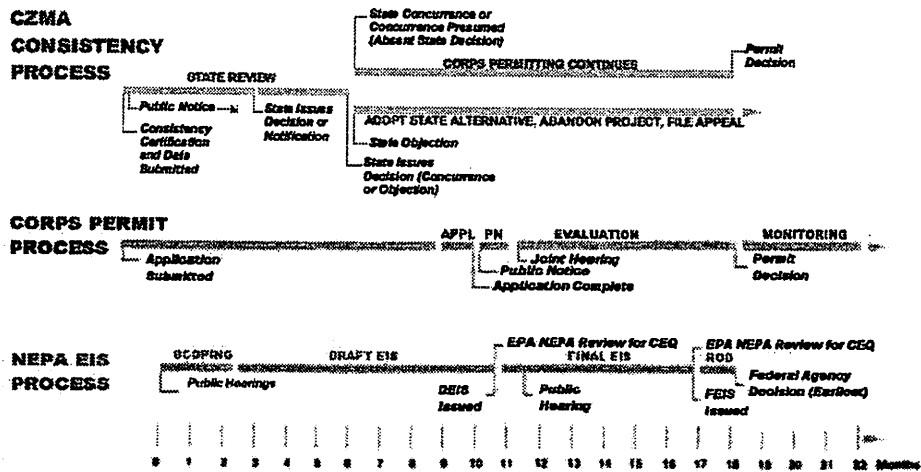 CZMA
CONSISTENCY
PROCESS
State Concurrence or
Concurrence Presumed
(Absent State Decision)
CORPS PERMITTING CONTINUES
Permit
Decision
STATE REVIEW
Public Notice
Consistency
Certification
and Data
Submitted
State Issues
Decision or
Notification
ADOPT STATE ALTERNATIVE, ABANDON PROJECT, FILE APPEAL
State Objection
State Issues
Decision (Concurrence
or Objection)
CORPS PERMIT
PROCESS
APPL
PN
EVALUATION
MONITORING
Application
Submitted
Joint Hearing
Public Notice
Application Complete
Permit
Decision
NEPA EIS
PROCESS
SCOPING
DRAFT EIS
EPA NEPA Review for CEQ
FINAL EIS
EPA NEPA Review for CEQ
ROD
Public Hearings
DEIS
Issued
Public
Hearing
FEIS
Issued
Federal Agency
Decision (Earliest)
0 1 2 3 4 5 6 7 8 9 10 11 12 13 14 15 16 17 18 19 20 21 22 Months